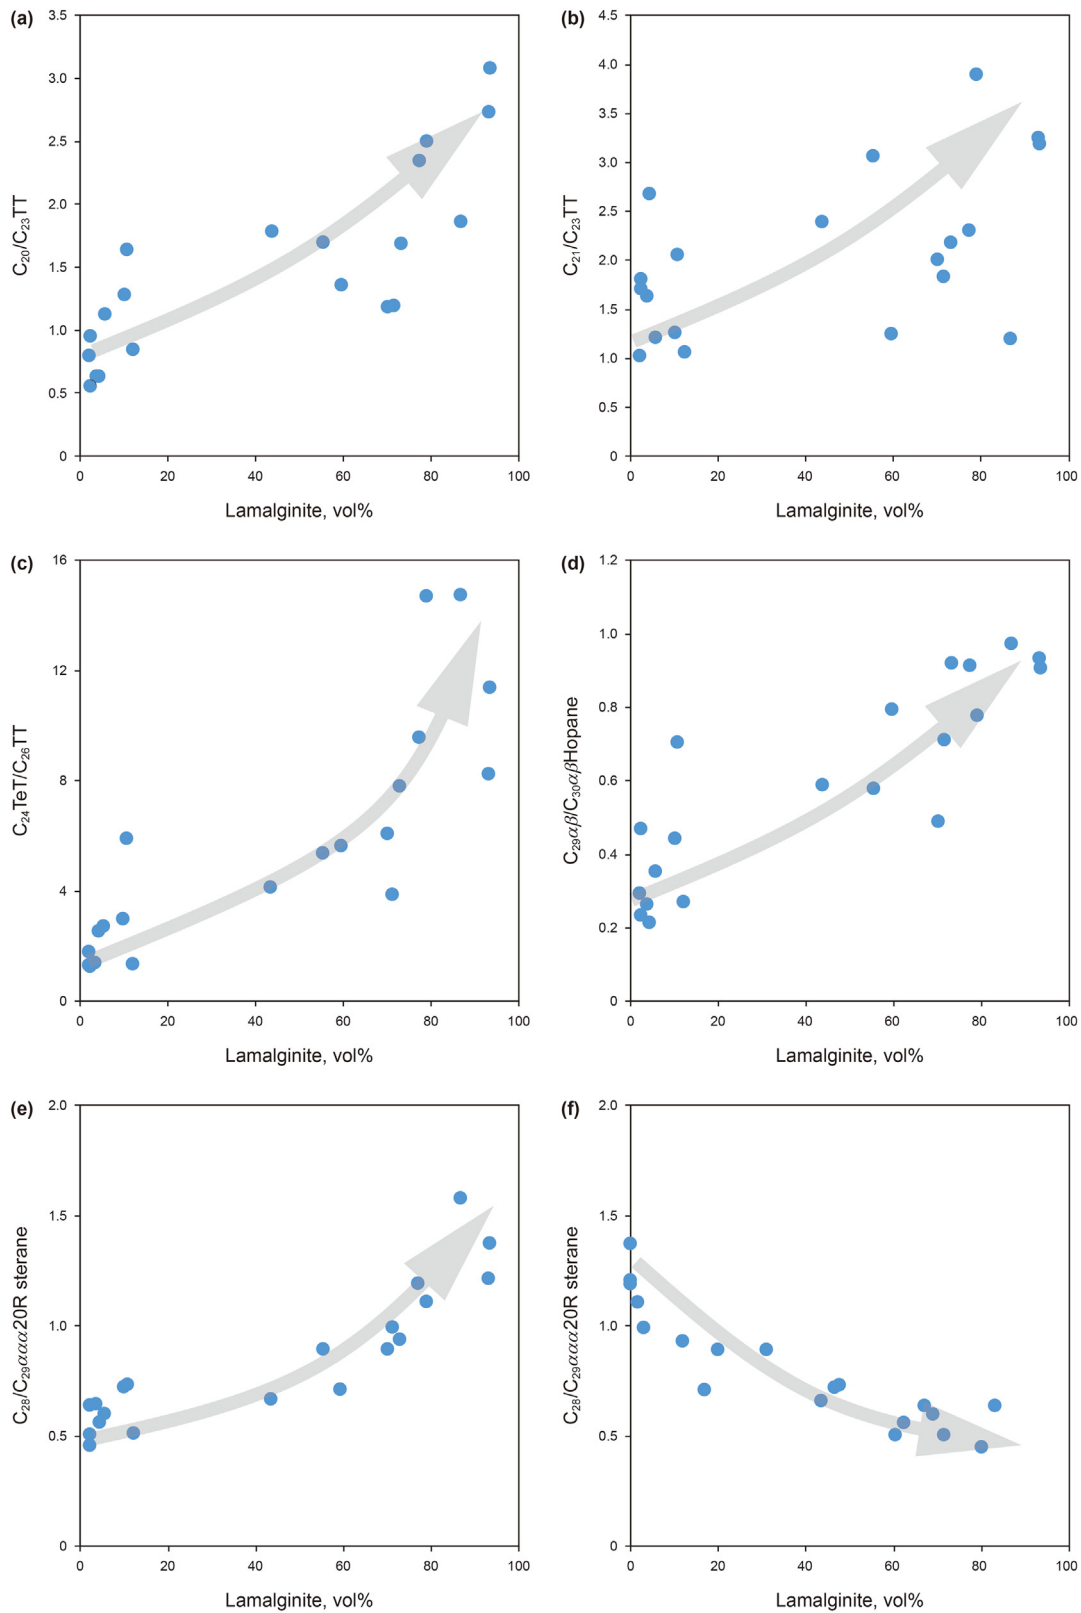 (a)
3.5
3.0
2.5
2.0
1.5
1.0
0.5
0
C₂₀/C₂₃TT
0 20 40 60 80 100
Lamalginite, vol%
(b)
4.5
4.0
3.5
3.0
2.5
2.0
1.5
1.0
0.5
0
C₂₁/C₂₃TT
0 20 40 60 80 100
Lamalginite, vol%
(c)
16
12
8
4
0
C₂₄TeT/C₂₆TT
0 20 40 60 80 100
Lamalginite, vol%
(d)
1.2
1.0
0.8
0.6
0.4
0.2
0
C₂₉αβ/C₃₀αβHopane
0 20 40 60 80 100
Lamalginite, vol%
(e)
2.0
1.5
1.0
0.5
0
C₂₈/C₂₉ααα20R sterane
0 20 40 60 80 100
Lamalginite, vol%
(f)
2.0
1.5
1.0
0.5
0
C₂₈/C₂₉ααα20R sterane
0 20 40 60 80 100
Lamalginite, vol%